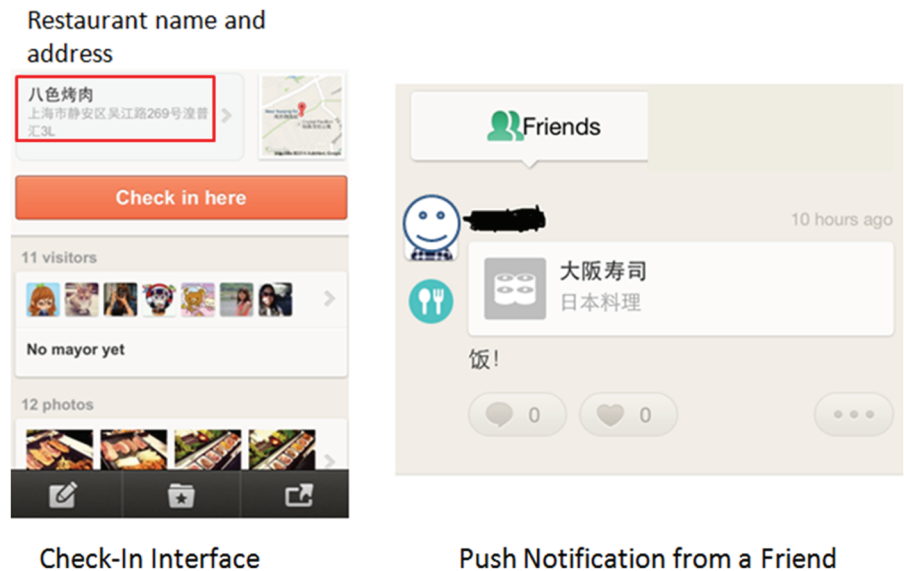 Restaurant name and
address
八色烤肉
上海市静安区吴江路269号湟普
汇3L
Check in here
11 visitors
No mayor yet
12 photos
Check-In Interface
Friends
10 hours ago
大阪寿司
日本料理
饭!
0
0
Push Notification from a Friend